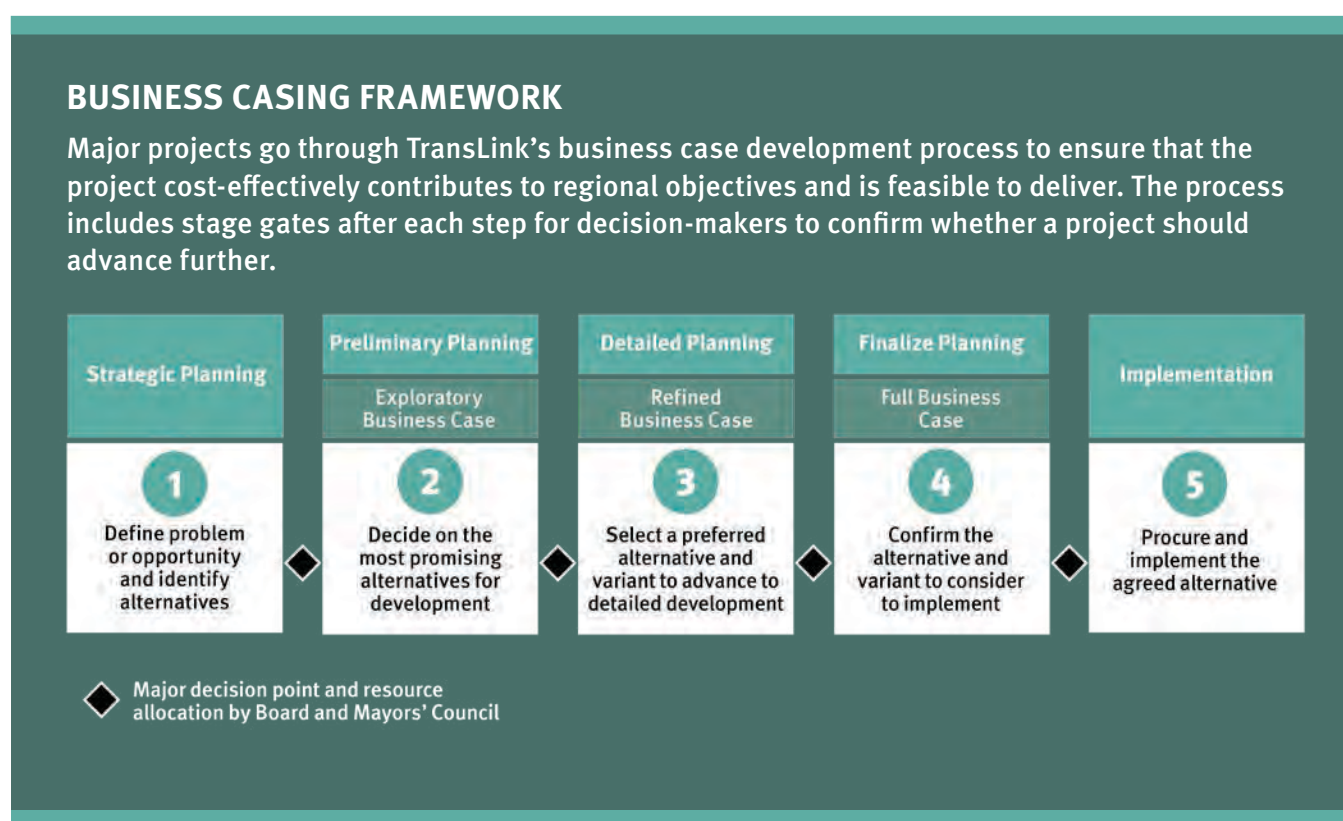 BUSINESS CASING FRAMEWORK
Major projects go through TransLink's business case development process to ensure that the
project cost-effectively contributes to regional objectives and is feasible to deliver. The process
includes stage gates after each step for decision-makers to confirm whether a project should
advance further.
Strategic Planning
1
Define problem
or opportunity
and identify
alternatives
Preliminary Planning
Exploratory
Business Case
2
Decide on the
most promising
alternatives for
development
Detailed Planning
Refined
Business Case
3
Select a preferred
alternative and
variant to advance to
detailed development
Finalize Planning
Full Business
Case
4
Confirm the
alternative and
variant to consider
to implement
Implementation
5
Procure and
implement the
agreed alternative
Major decision point and resource
allocation by Board and Mayors' Council